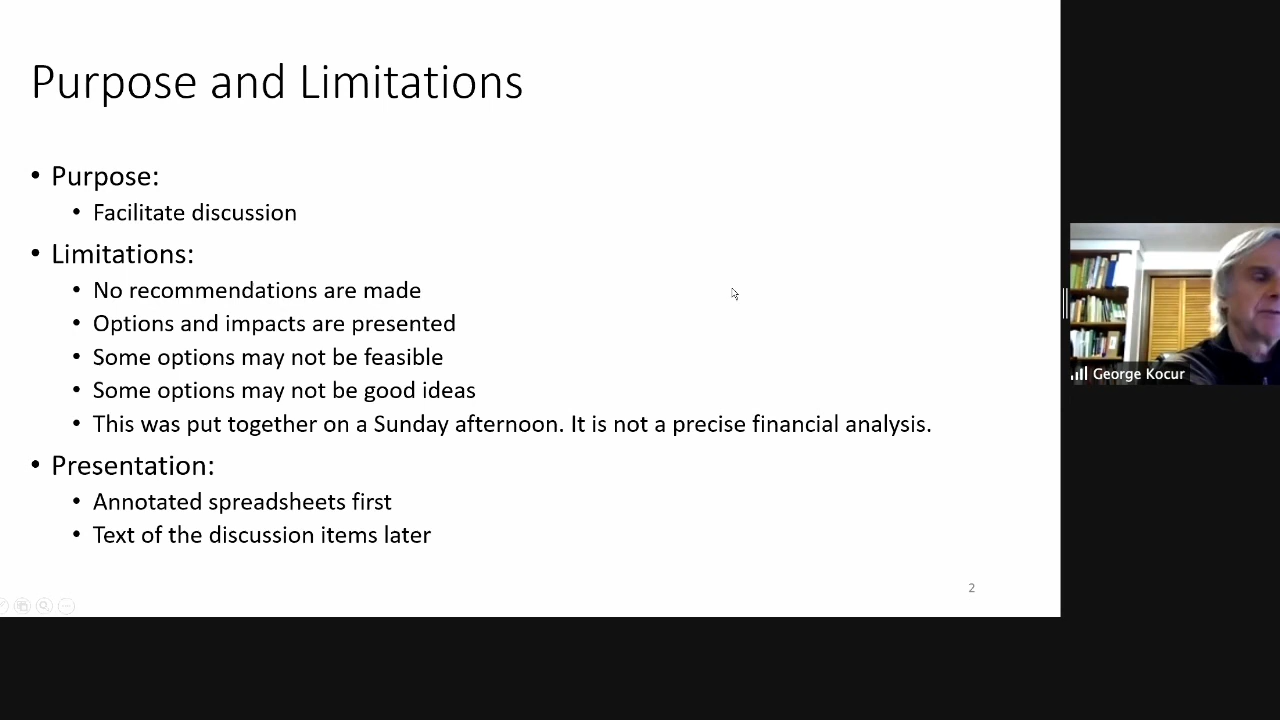 Purpose and Limitations
• Purpose:
• Facilitate discussion
• Limitations:
• No recommendations are made
• Options and impacts are presented
• Some options may not be feasible
• Some options may not be good ideas
• This was put together on a Sunday afternoon. It is not a precise financial analysis.
• Presentation:
• Annotated spreadsheets first
• Text of the discussion items later
2
George Kocur